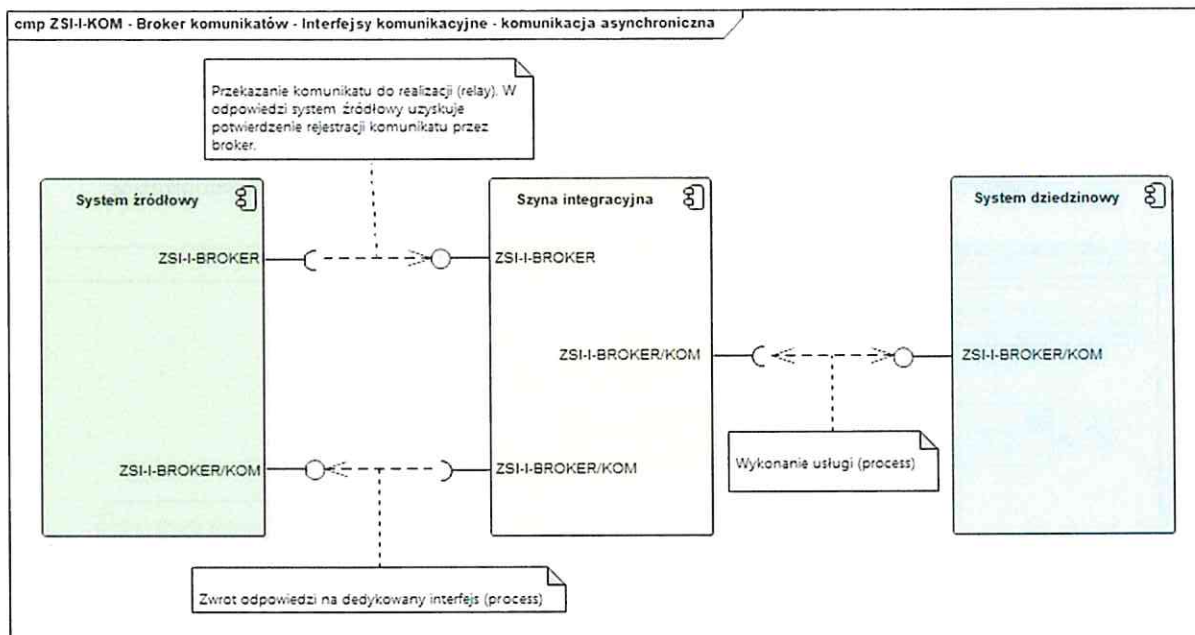 cmp ZSI-I-KOM - Broker komunikatów - Interfejsy komunikacyjne - komunikacja asynchroniczna
Przekazanie komunikatu do realizacji (relay). W
odpowiedzi system źródłowy uzyskuje
potwierdzenie rejestracji komunikatu przez
broker.
System źródłowy
Szyna integracyjna
System dziedzinowy
ZSI-I-BROKER
ZSI-I-BROKER
ZSI-I-BROKER/KOM
ZSI-I-BROKER/KOM
Wykonanie usługi (process)
ZSI-I-BROKER/KOM
ZSI-I-BROKER/KOM
Zwrot odpowiedzi na dedykowany interfejs (process)